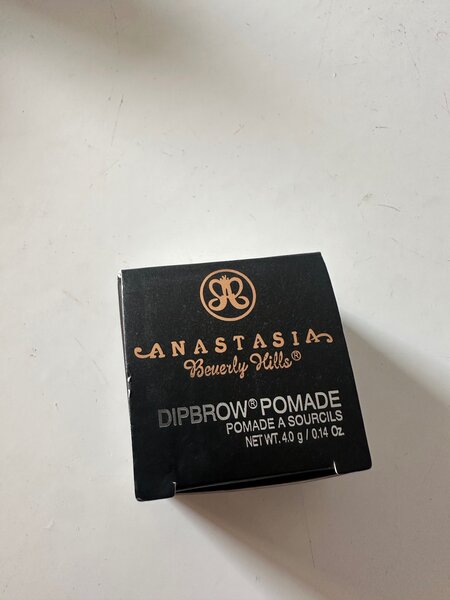 ANASTASIA
Beverly Hills®
DIPBROW® POMADE
POMADE A SOURCILS
NET WT. 4.0 g / 0.14 Oz